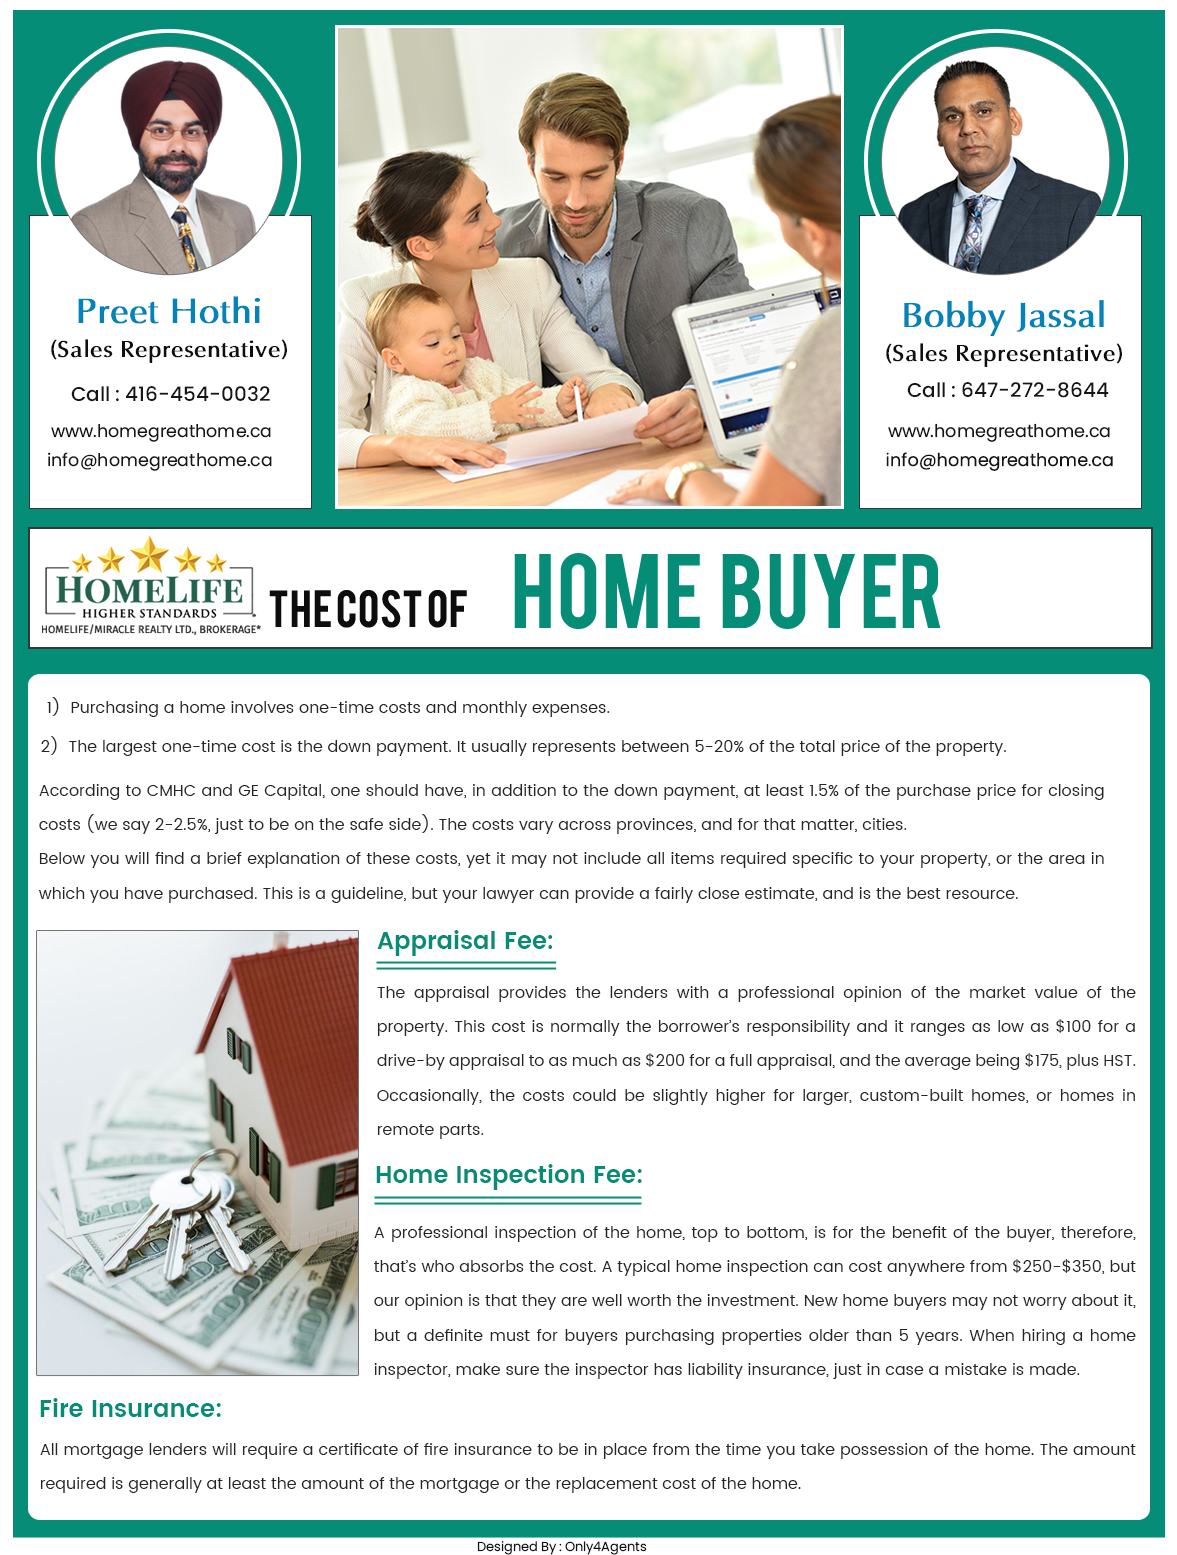 Preet Hothi
(Sales Representative)
Call : 416-454-0032
www.homegreathome.ca
info@homegreathome.ca
Bobby Jassal
(Sales Representative)
Call : 647-272-8644
www.homegreathome.ca
info@homegreathome.ca
HOMELIFE
HIGHER STANDARDS
HOMELIFE/MIRACLE REALTY LTD., BROKERAGE*
THE COST OF HOME BUYER
1) Purchasing a home involves one-time costs and monthly expenses.
2) The largest one-time cost is the down payment. It usually represents between 5-20% of the total price of the property.
According to CMHC and GE Capital, one should have, in addition to the down payment, at least 1.5% of the purchase price for closing
costs (we say 2-2.5%, just to be on the safe side). The costs vary across provinces, and for that matter, cities.
Below you will find a brief explanation of these costs, yet it may not include all items required specific to your property, or the area in
which you have purchased. This is a guideline, but your lawyer can provide a fairly close estimate, and is the best resource.
Appraisal Fee:
The appraisal provides the lenders with a professional opinion of the market value of the
property. This cost is normally the borrower's responsibility and it ranges as low as $100 for a
drive-by appraisal to as much as $200 for a full appraisal, and the average being $175, plus HST.
Occasionally, the costs could be slightly higher for larger, custom-built homes, or homes in
remote parts.
Home Inspection Fee:
A professional inspection of the home, top to bottom, is for the benefit of the buyer, therefore,
that's who absorbs the cost. A typical home inspection can cost anywhere from $250-$350, but
our opinion is that they are well worth the investment. New home buyers may not worry about it,
but a definite must for buyers purchasing properties older than 5 years. When hiring a home
inspector, make sure the inspector has liability insurance, just in case a mistake is made.
Fire Insurance:
All mortgage lenders will require a certificate of fire insurance to be in place from the time you take possession of the home. The amount
required is generally at least the amount of the mortgage or the replacement cost of the home.
Designed By : Only4Agents